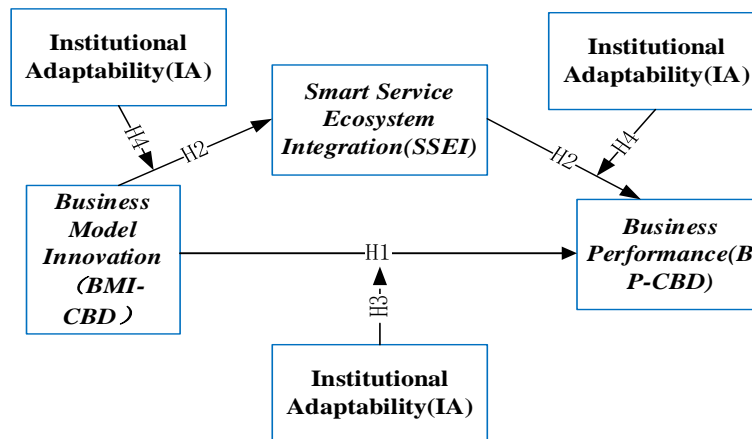 Institutional
Adaptability(IA)
Institutional
Adaptability(IA)
Smart Service
Ecosystem
Integration(SSEI)
H4
H2
H2
H4
Business
Model
Innovation
（BMI-
CBD）
H1
Business
Performance(B
P-CBD)
H3
Institutional
Adaptability(IA)